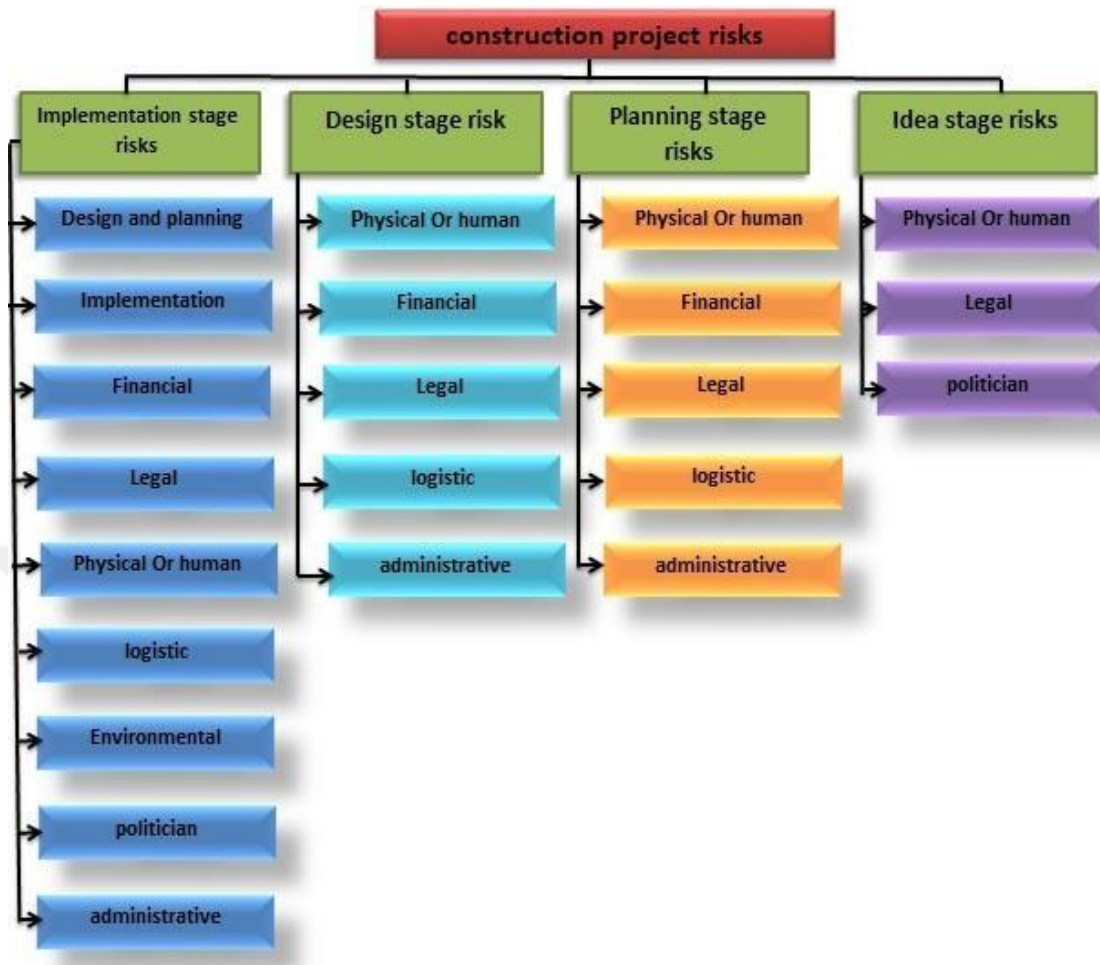 construction project risks
Implementation stage
risks
Design and planning
Implementation
Financial
Legal
Physical Or human
logistic
Environmental
politician
administrative
Design stage risk
Physical Or human
Financial
Legal
logistic
administrative
Planning stage
risks
Physical Or human
Financial
Legal
logistic
administrative
Idea stage risks
Physical Or human
Legal
politician